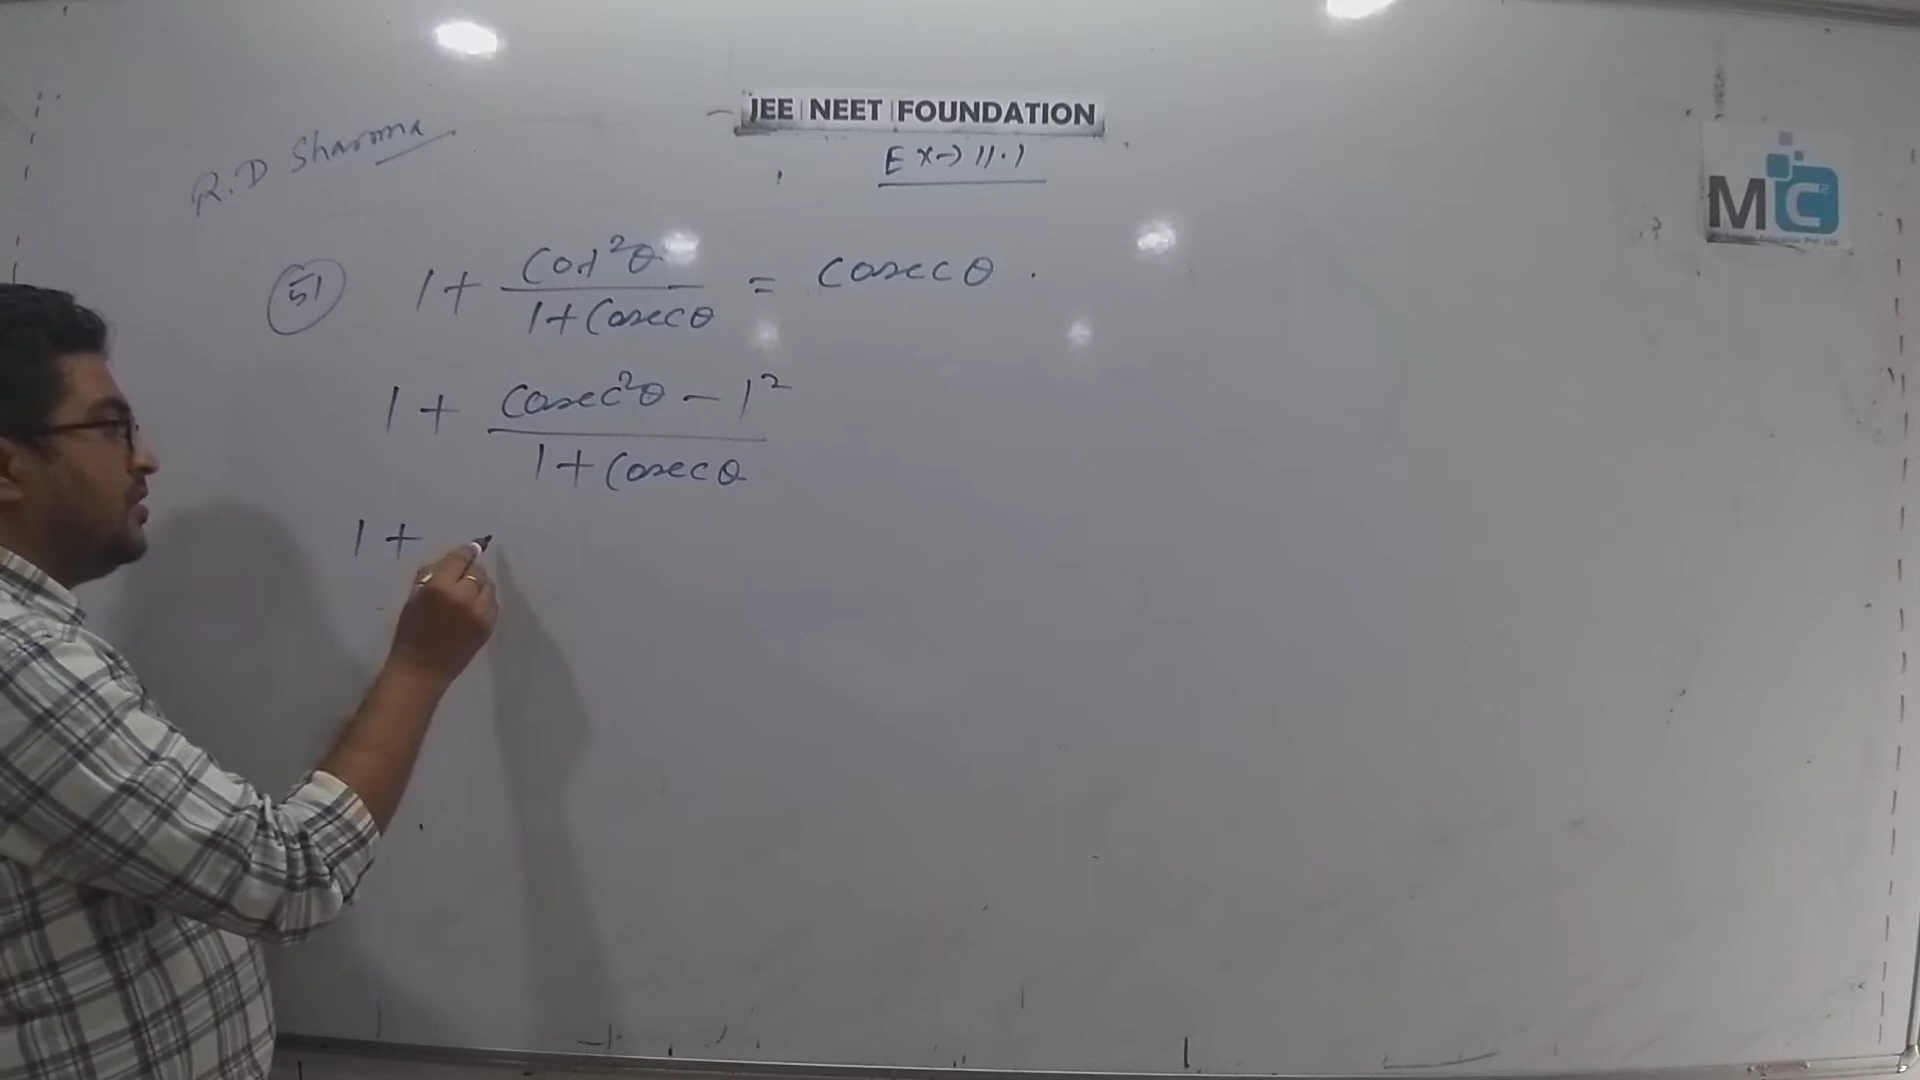 JEE | NEET | FOUNDATION
Ex→ 11.1
R.D Sharma
MC²
51 1 + Cot²θ / 1 + Cosecθ = Cosecθ .
1 + Cosec²θ - 1² / 1 + Cosecθ
1 +